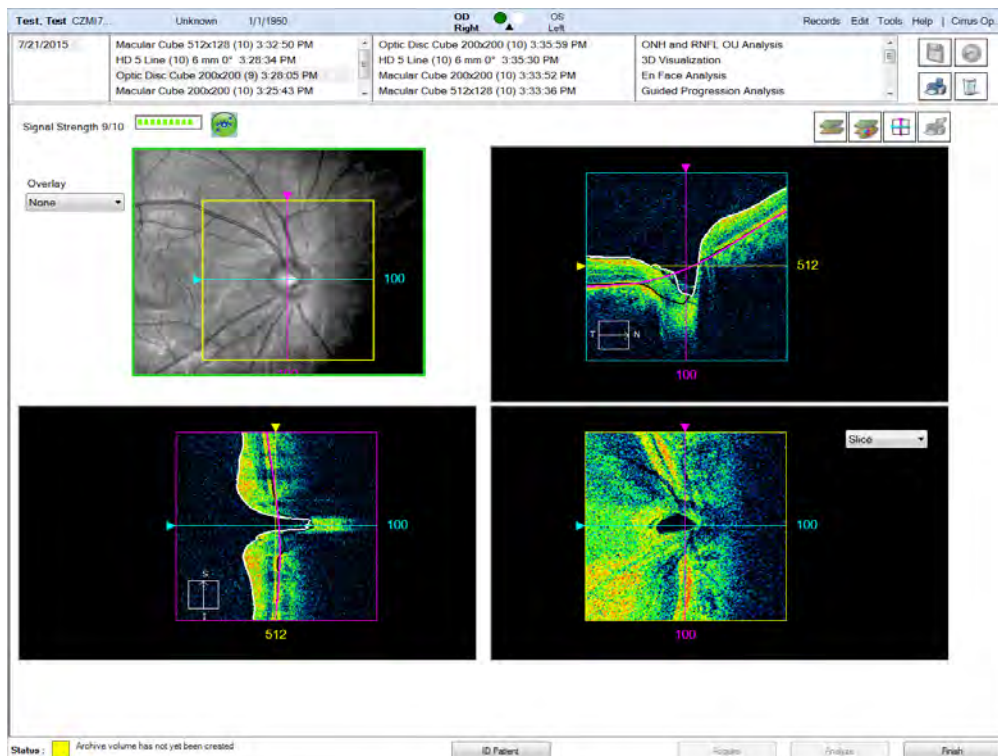 Test, Test CZMI7... Unknown 1/1/1950 OD Right OS Left Records Edit Tools Help | Cirrus Op..
7/21/2015
Macular Cube 512x128 (10) 3:32:50 PM
HD 5 Line (10) 6 mm 0° 3:28:34 PM
Optic Disc Cube 200x200 (9) 3:28:05 PM
Macular Cube 200x200 (10) 3:25:43 PM
Optic Disc Cube 200x200 (10) 3:35:59 PM
HD 5 Line (10) 6 mm 0° 3:35:30 PM
Macular Cube 200x200 (10) 3:33:52 PM
Macular Cube 512x128 (10) 3:33:36 PM
ONH and RNFL OU Analysis
3D Visualization
En Face Analysis
Guided Progression Analysis
Signal Strength 9/10
Overlay
None
100
512
T N
100
S
I
100
512
Slice
100
100
Status : Archive volume has not yet been created
ID Patient Acquire Analyze Finish